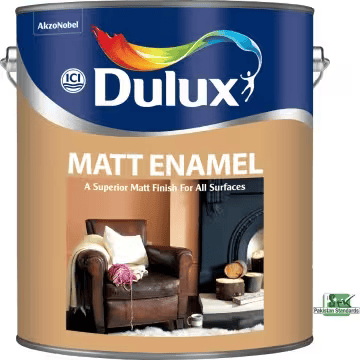 AkzoNobel
ICI
Dulux
MATT ENAMEL
A Superior Matt Finish For All Surfaces
Pakistan Standards